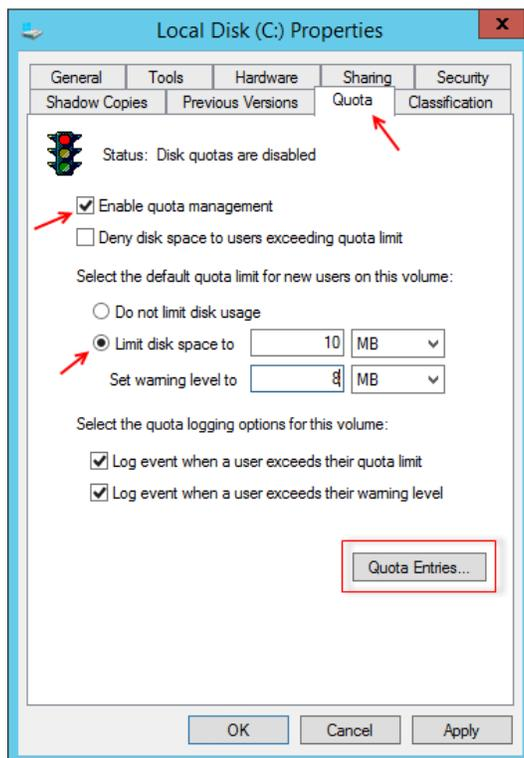 Local Disk (C:) Properties
x
General Tools Hardware Sharing Security
Shadow Copies Previous Versions Quota Classification
Status: Disk quotas are disabled
Enable quota management
Deny disk space to users exceeding quota limit
Select the default quota limit for new users on this volume:
Do not limit disk usage
Limit disk space to 10 MB
Set warning level to 8 MB
Select the quota logging options for this volume:
Log event when a user exceeds their quota limit
Log event when a user exceeds their warning level
Quota Entries...
OK Cancel Apply